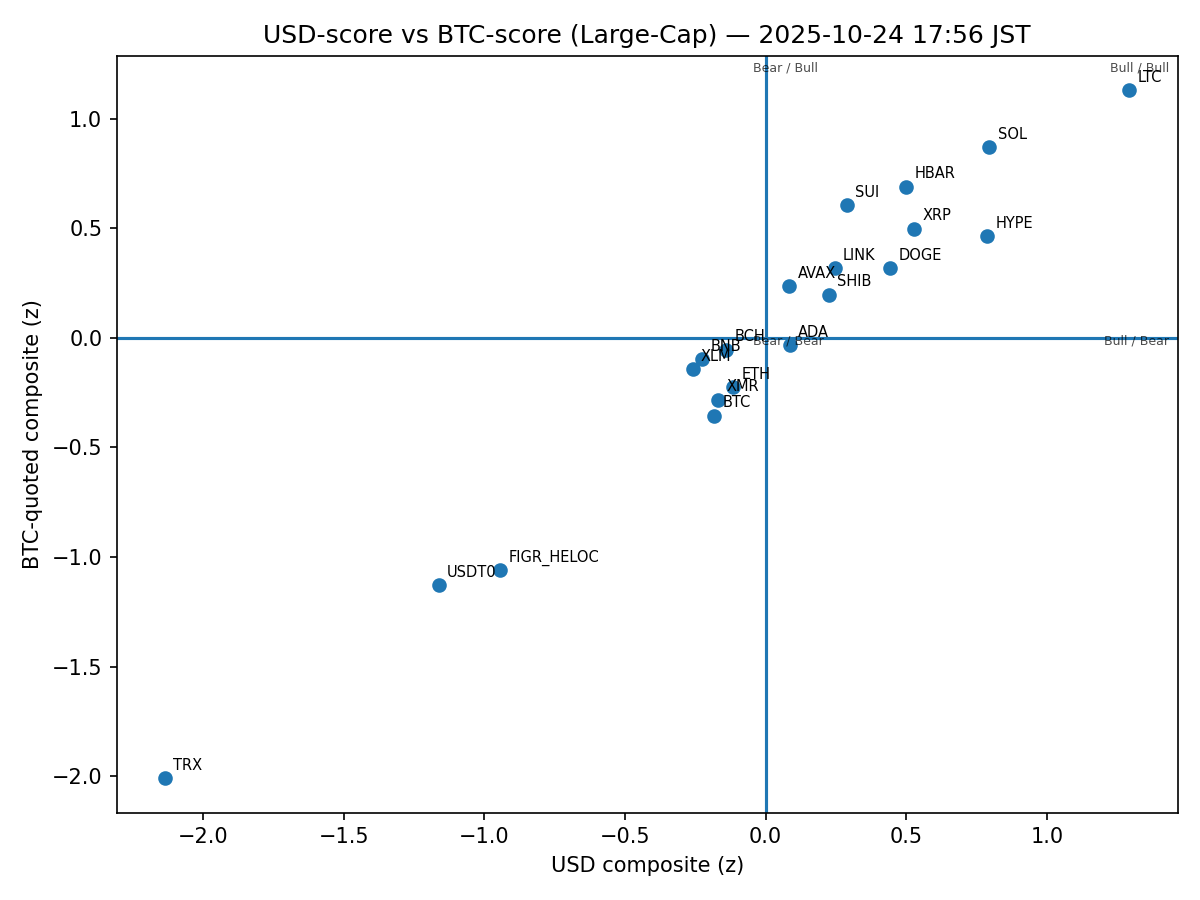 USD-score vs BTC-score (Large-Cap) — 2025-10-24 17:56 JST
Bear / Bull
Bull / Bull
LTC
SOL
HBAR
SUI
XRP
HYPE
LINK
DOGE
AVAX
SHIB
ADA
BCH
Bear / Bear
Bull / Bear
BNB
XLM
ETH
XMR
BTC
FIGR_HELOC
USDT0
TRX
1.0
0.5
0.0
−0.5
−1.0
−1.5
−2.0
BTC-quoted composite (z)
−2.0
−1.5
−1.0
−0.5
0.0
0.5
1.0
USD composite (z)